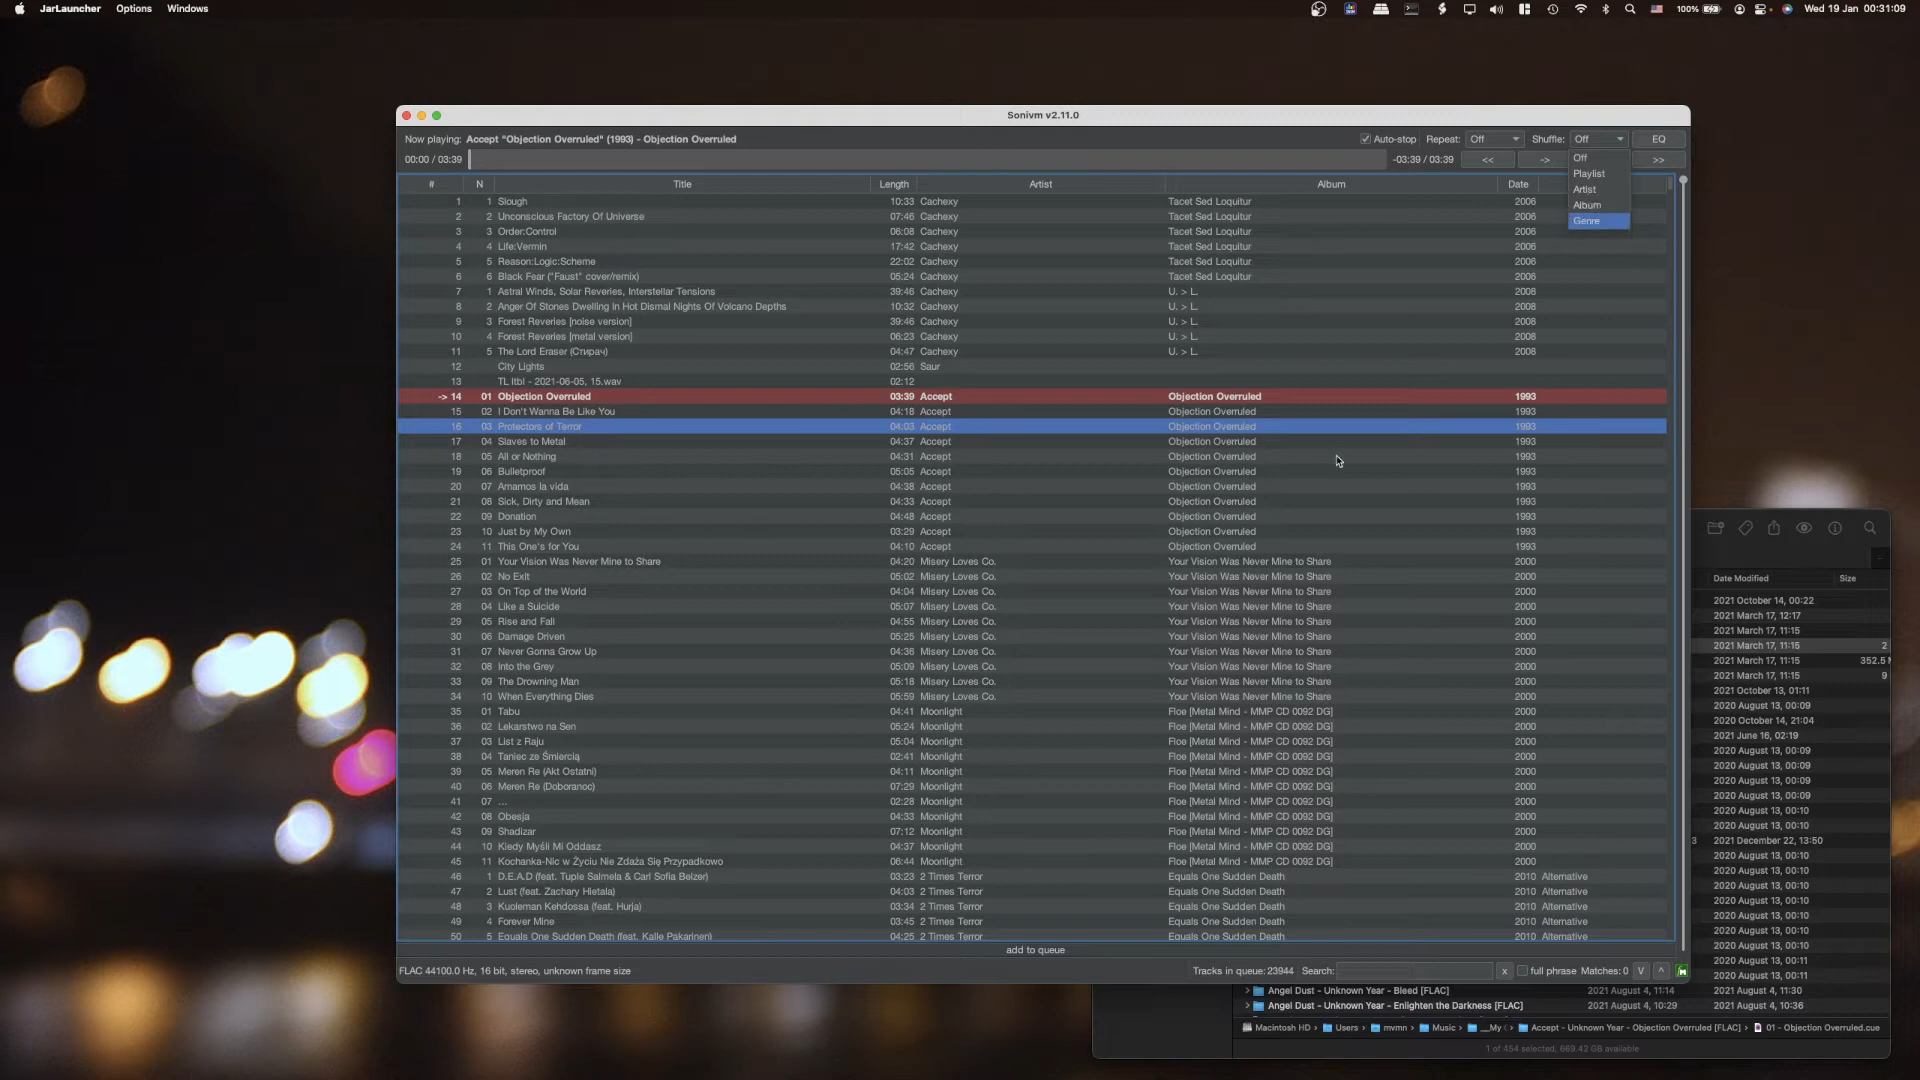 JarLauncher Options Windows 100% Wed 19 Jan 00:31:09
Sonivm v2.11.0
Now playing: Accept "Objection Overruled" (1993) - Objection Overruled Auto-stop Repeat: Off Shuffle: Off EQ
00:00 / 03:39 -03:39 / 03:39 << -> >>
Off
Playlist
Artist
Album
Genre
# N Title Length Artist Album Date
1 1 Slough 10:33 Cachexy Tacet Sed Loquitur 2006
2 2 Unconscious Factory Of Universe 07:46 Cachexy Tacet Sed Loquitur 2006
3 3 Order:Control 06:08 Cachexy Tacet Sed Loquitur 2006
4 4 Life:Vermin 17:42 Cachexy Tacet Sed Loquitur 2006
5 5 Reason:Logic:Scheme 22:02 Cachexy Tacet Sed Loquitur 2006
6 6 Black Fear ("Faust" cover/remix) 05:24 Cachexy Tacet Sed Loquitur 2006
7 1 Astral Winds, Solar Reveries, Interstellar Tensions 39:46 Cachexy U. > L. 2008
8 2 Anger Of Stones Dwelling In Hot Dismal Nights Of Volcano Depths 10:32 Cachexy U. > L. 2008
9 3 Forest Reveries [noise version] 39:46 Cachexy U. > L. 2008
10 4 Forest Reveries [metal version] 06:23 Cachexy U. > L. 2008
11 5 The Lord Eraser (Стирач) 04:47 Cachexy U. > L. 2008
12 City Lights 02:56 Saur
13 TL Itbl - 2021-06-05, 15.wav 02:12
-> 14 01 Objection Overruled 03:39 Accept Objection Overruled 1993
15 02 I Don't Wanna Be Like You 04:18 Accept Objection Overruled 1993
16 03 Protectors of Terror 04:03 Accept Objection Overruled 1993
17 04 Slaves to Metal 04:37 Accept Objection Overruled 1993
18 05 All or Nothing 04:31 Accept Objection Overruled 1993
19 06 Bulletproof 05:05 Accept Objection Overruled 1993
20 07 Amamos la vida 04:38 Accept Objection Overruled 1993
21 08 Sick, Dirty and Mean 04:33 Accept Objection Overruled 1993
22 09 Donation 04:48 Accept Objection Overruled 1993
23 10 Just by My Own 03:29 Accept Objection Overruled 1993
24 11 This One's for You 04:10 Accept Objection Overruled 1993
25 01 Your Vision Was Never Mine to Share 04:20 Misery Loves Co. Your Vision Was Never Mine to Share 2000
26 02 No Exit 05:02 Misery Loves Co. Your Vision Was Never Mine to Share 2000
27 03 On Top of the World 04:04 Misery Loves Co. Your Vision Was Never Mine to Share 2000
28 04 Like a Suicide 05:07 Misery Loves Co. Your Vision Was Never Mine to Share 2000
29 05 Rise and Fall 04:55 Misery Loves Co. Your Vision Was Never Mine to Share 2000
30 06 Damage Driven 05:25 Misery Loves Co. Your Vision Was Never Mine to Share 2000
31 07 Never Gonna Grow Up 04:36 Misery Loves Co. Your Vision Was Never Mine to Share 2000
32 08 Into the Grey 05:09 Misery Loves Co. Your Vision Was Never Mine to Share 2000
33 09 The Drowning Man 05:18 Misery Loves Co. Your Vision Was Never Mine to Share 2000
34 10 When Everything Dies 05:59 Misery Loves Co. Your Vision Was Never Mine to Share 2000
35 01 Tabu 04:41 Moonlight Floe [Metal Mind - MMP CD 0092 DG] 2000
36 02 Lekarstwo na Sen 05:24 Moonlight Floe [Metal Mind - MMP CD 0092 DG] 2000
37 03 List z Raju 05:04 Moonlight Floe [Metal Mind - MMP CD 0092 DG] 2000
38 04 Taniec ze Śmiercią 02:41 Moonlight Floe [Metal Mind - MMP CD 0092 DG] 2000
39 05 Meren Re (Akt Ostatni) 04:11 Moonlight Floe [Metal Mind - MMP CD 0092 DG] 2000
40 06 Meren Re (Doboranoc) 07:29 Moonlight Floe [Metal Mind - MMP CD 0092 DG] 2000
41 07 ... 02:28 Moonlight Floe [Metal Mind - MMP CD 0092 DG] 2000
42 08 Obesja 04:33 Moonlight Floe [Metal Mind - MMP CD 0092 DG] 2000
43 09 Shadizar 07:12 Moonlight Floe [Metal Mind - MMP CD 0092 DG] 2000
44 10 Kiedy Myśli Mi Oddasz 04:37 Moonlight Floe [Metal Mind - MMP CD 0092 DG] 2000
45 11 Kochanka-Nic w Życiu Nie Zdaża Się Przypadkowo 06:44 Moonlight Floe [Metal Mind - MMP CD 0092 DG] 2000
46 1 D.E.A.D (feat. Tuple Salmela & Carl Sofia Belzer) 03:23 2 Times Terror Equals One Sudden Death 2010 Alternative
47 2 Lust (feat. Zachary Hietala) 04:03 2 Times Terror Equals One Sudden Death 2010 Alternative
48 3 Kuoleman Kehdossa (feat. Hurja) 03:34 2 Times Terror Equals One Sudden Death 2010 Alternative
49 4 Forever Mine 03:45 2 Times Terror Equals One Sudden Death 2010 Alternative
50 5 Equals One Sudden Death (feat. Kalle Pakarinen) 04:25 2 Times Terror Equals One Sudden Death 2010 Alternative
add to queue
FLAC 44100.0 Hz, 16 bit, stereo, unknown frame size Tracks in queue: 23944 Search: x full phrase Matches: 0 V ^
Date Modified Size
2021 October 14, 00:22
2021 March 17, 12:17
2021 March 17, 11:15
2021 March 17, 11:15 2
2021 March 17, 11:15 352.5
2021 March 17, 11:15 9
2021 October 13, 01:11
2020 August 13, 00:09
2020 October 14, 21:04
2021 June 16, 02:19
2020 August 13, 00:09
2020 August 13, 00:09
2020 August 13, 00:09
2020 August 13, 00:09
2020 August 13, 00:10
2020 August 13, 00:10
3 2021 December 22, 13:50
2020 August 13, 00:10
2020 August 13, 00:10
2020 August 13, 00:10
2020 August 13, 00:10
2020 August 13, 00:10
2020 August 13, 00:10
2020 August 13, 00:10
2020 August 13, 00:11
2020 August 13, 00:11
Angel Dust - Unknown Year - Bleed [FLAC] 2021 August 4, 11:14 2021 August 4, 11:30
Angel Dust - Unknown Year - Enlighten the Darkness [FLAC] 2021 August 4, 10:29 2021 August 4, 10:36
Macintosh HD › Users › mvmn › Music › __My › Accept - Unknown Year - Objection Overruled [FLAC] › 01 - Objection Overruled.cue
1 of 454 selected, 669.42 GB available